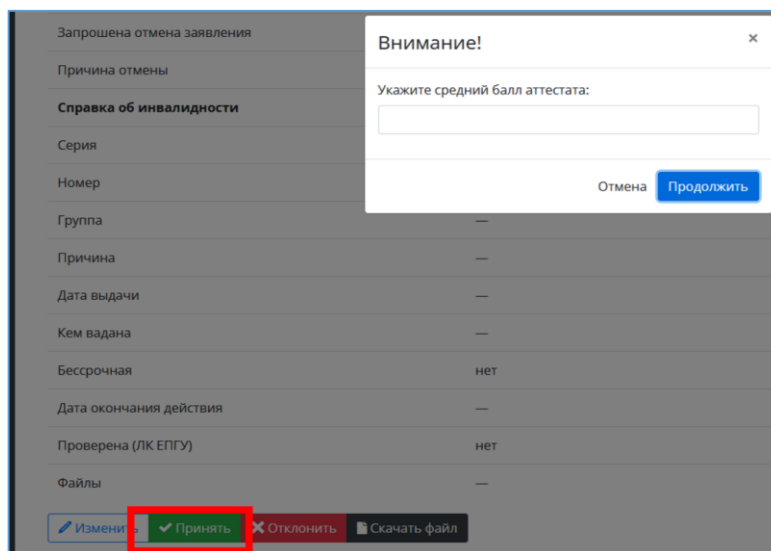 Запрошена отмена заявления
Внимание!
×
Причина отмены
Укажите средний балл аттестата:
Справка об инвалидности
Серия
Номер
Отмена Продолжить
Группа —
Причина —
Дата выдачи —
Кем вадана —
Бессрочная нет
Дата окончания действия —
Проверена (ЛК ЕПГУ) нет
Файлы —
Изменить Принять Отклонить Скачать файл